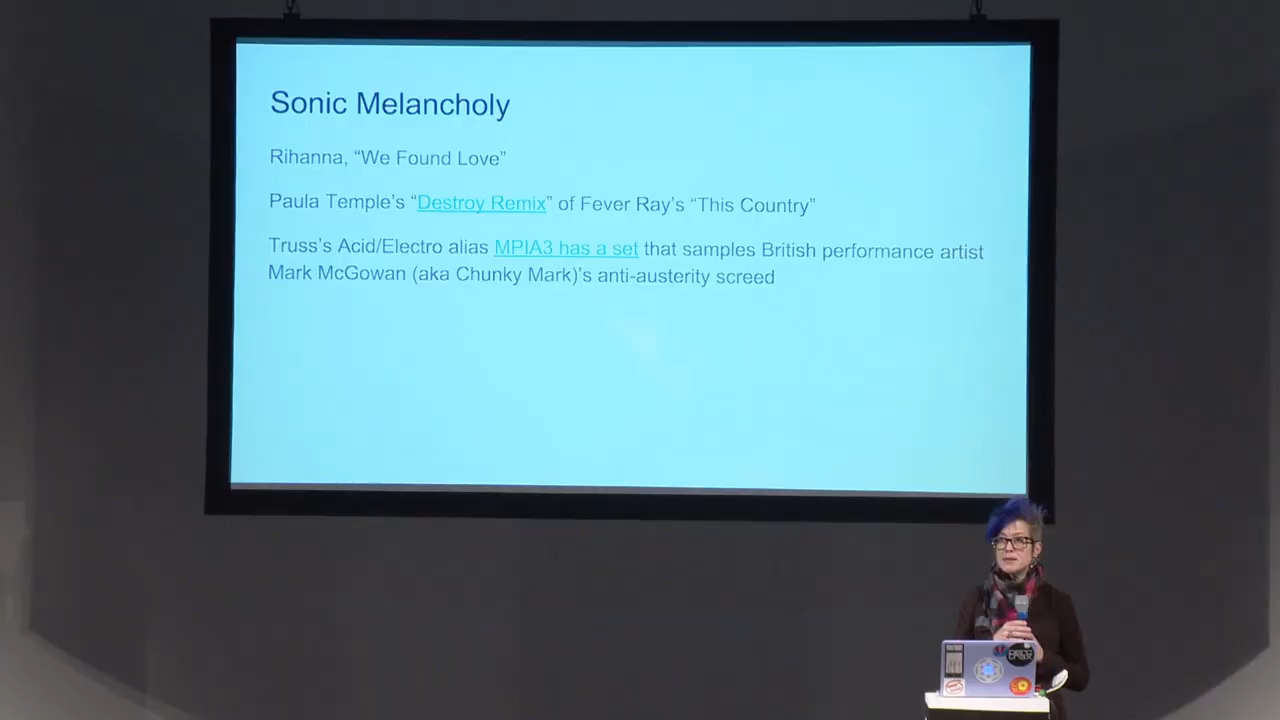 Sonic Melancholy
Rihanna, “We Found Love”
Paula Temple’s “Destroy Remix” of Fever Ray’s “This Country”
Truss’s Acid/Electro alias MPIA3 has a set that samples British performance artist
Mark McGowan (aka Chunky Mark)’s anti-austerity screed